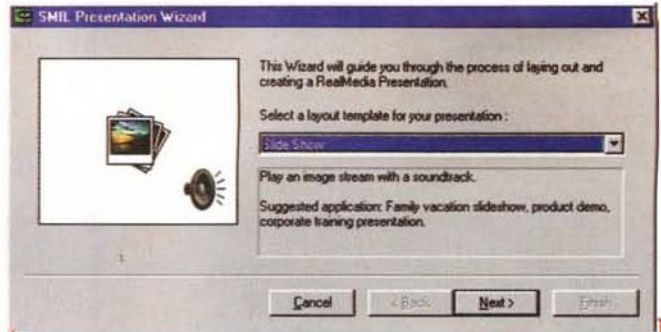 SMIL Presentation Wizard
This Wizard will guide you through the process of laying out and
creating a RealMedia Presentation.
Select a layout template for your presentation :
Slide Show
Play an image stream with a soundtrack.
Suggested application: Family vacation slideshow, product demo,
corporate training presentation.
Cancel
< Back
Next >
Finish